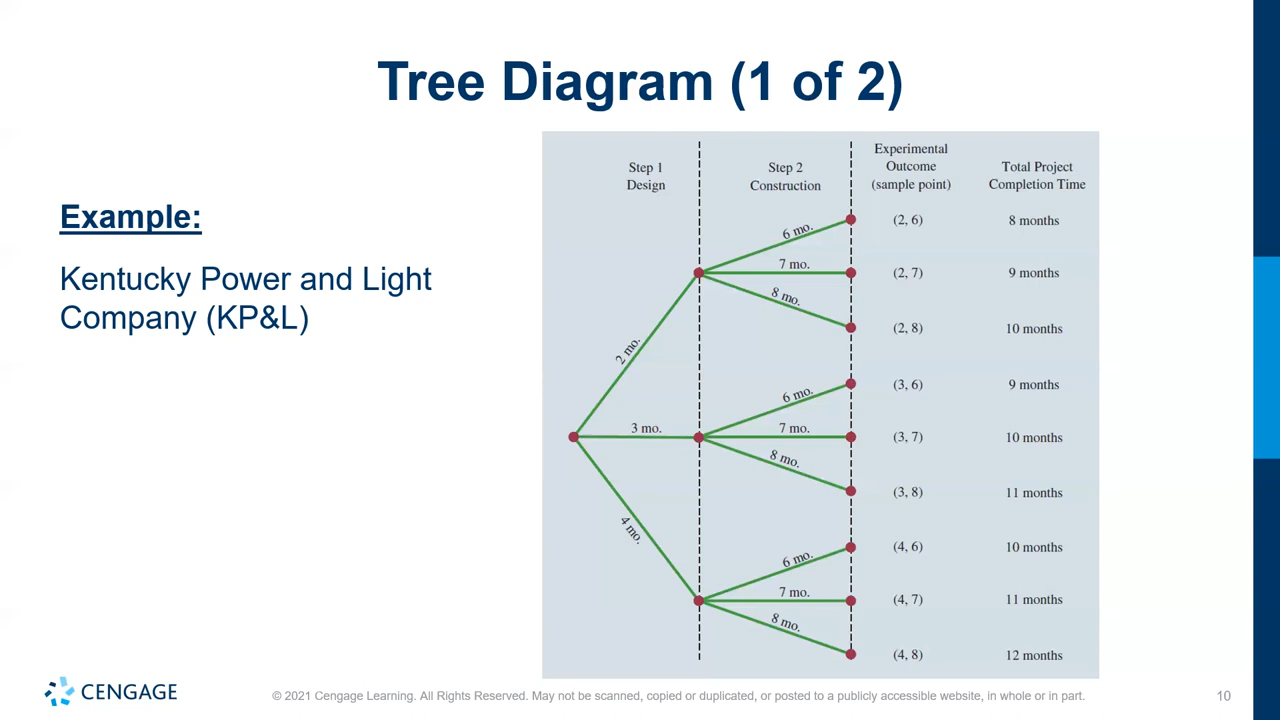 Tree Diagram (1 of 2)
Example:
Kentucky Power and Light
Company (KP&L)
Step 1
Design
Step 2
Construction
Experimental
Outcome
(sample point)
Total Project
Completion Time
2 mo.
3 mo.
4 mo.
6 mo.
(2, 6)
8 months
7 mo.
(2, 7)
9 months
8 mo.
(2, 8)
10 months
6 mo.
(3, 6)
9 months
7 mo.
(3, 7)
10 months
8 mo.
(3, 8)
11 months
6 mo.
(4, 6)
10 months
7 mo.
(4, 7)
11 months
8 mo.
(4, 8)
12 months
CENGAGE
© 2021 Cengage Learning. All Rights Reserved. May not be scanned, copied or duplicated, or posted to a publicly accessible website, in whole or in part.
10